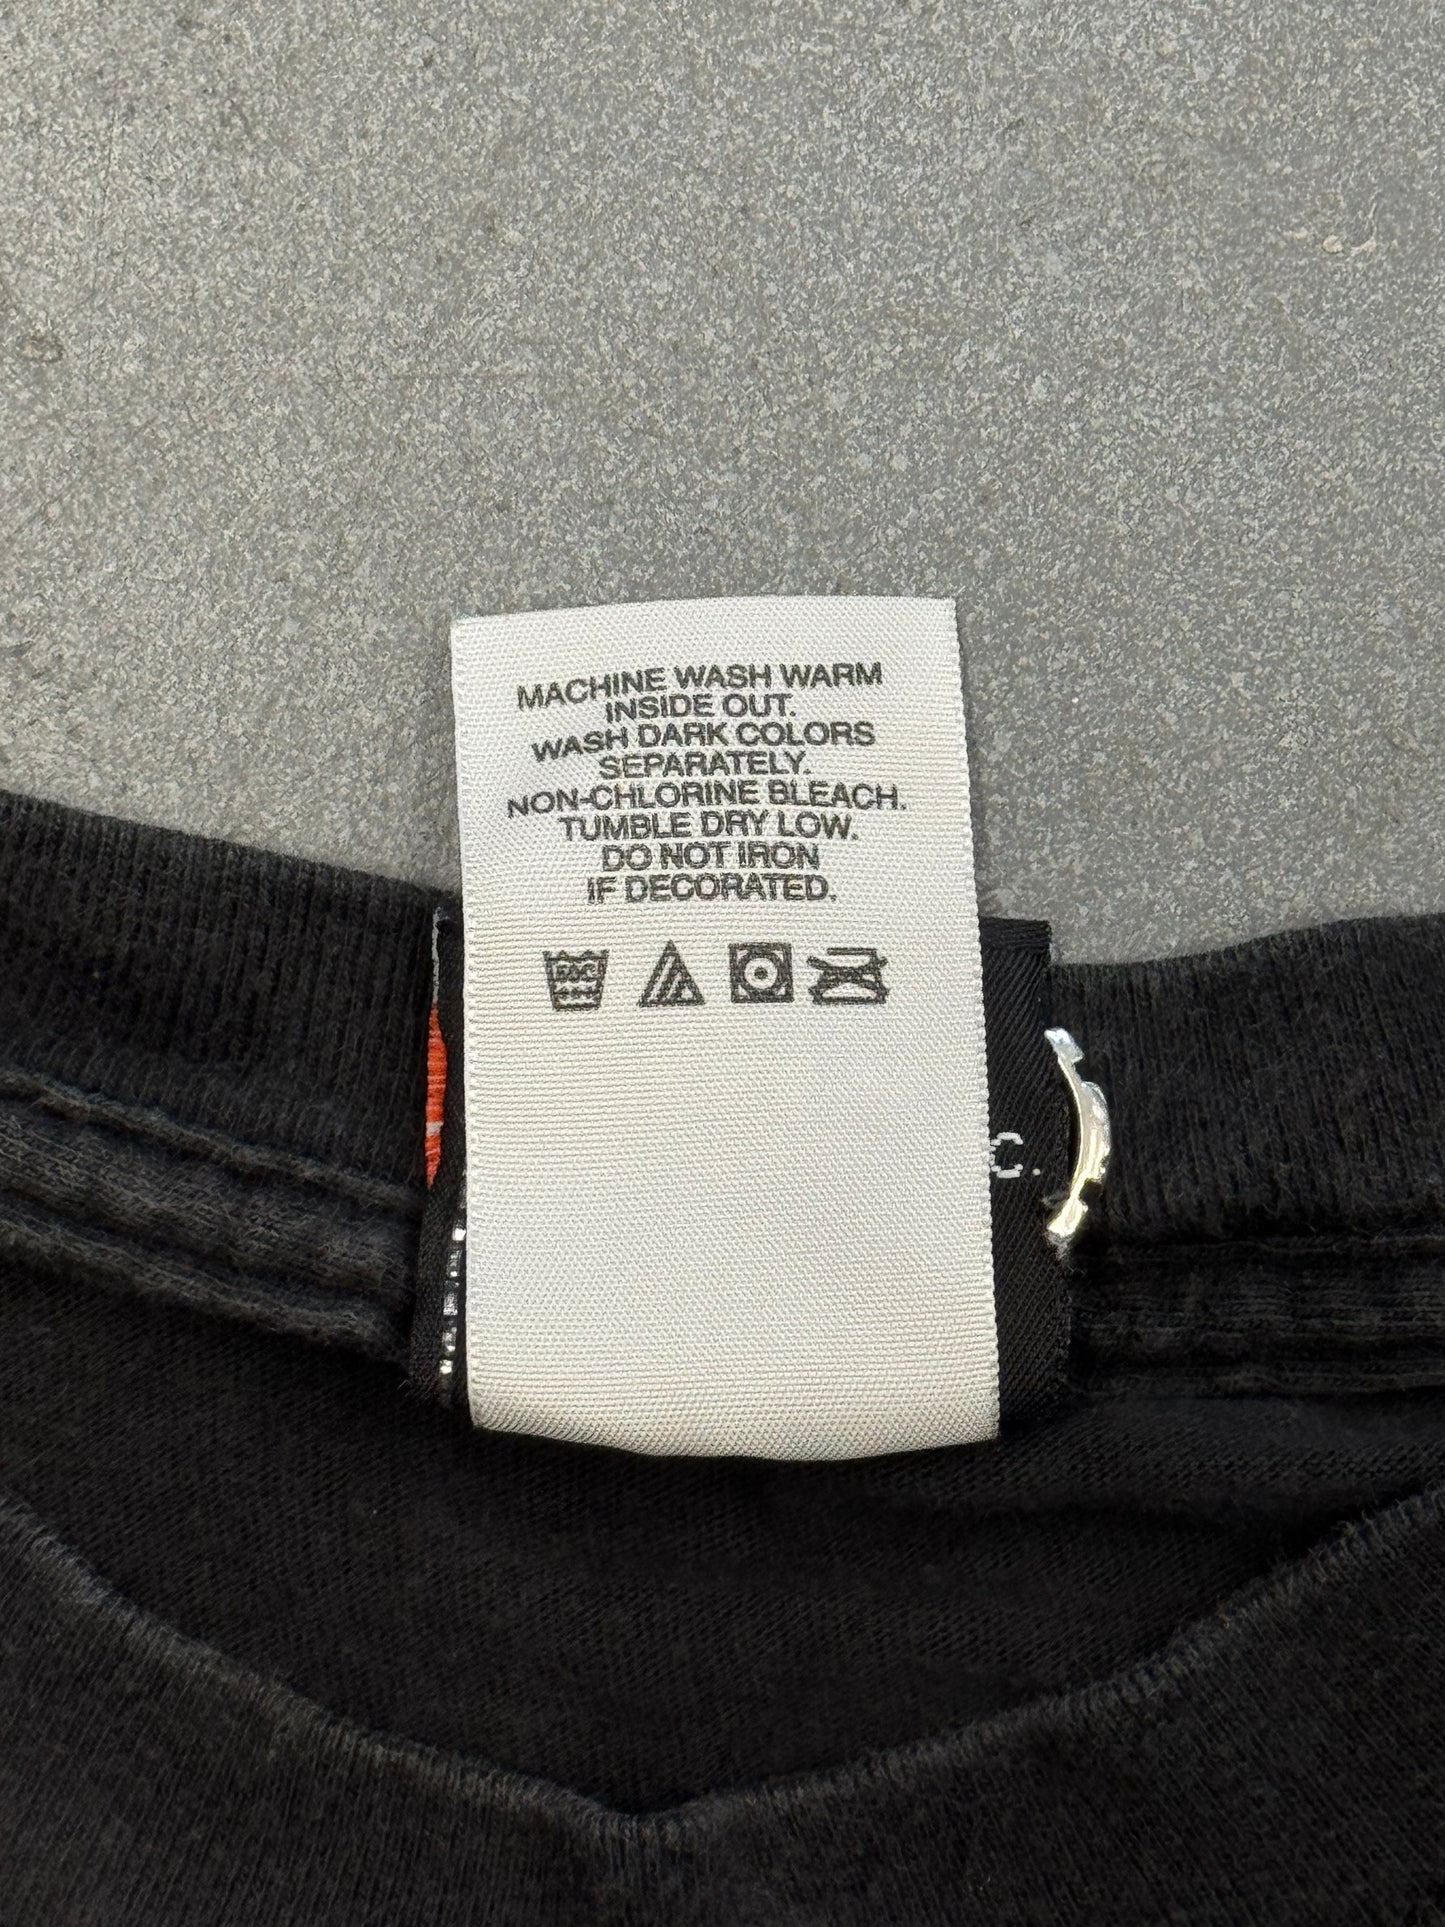 MACHINE WASH WARM
INSIDE OUT.
WASH DARK COLORS
SEPARATELY.
NON-CHLORINE BLEACH.
TUMBLE DRY LOW.
DO NOT IRON
IF DECORATED.
C.